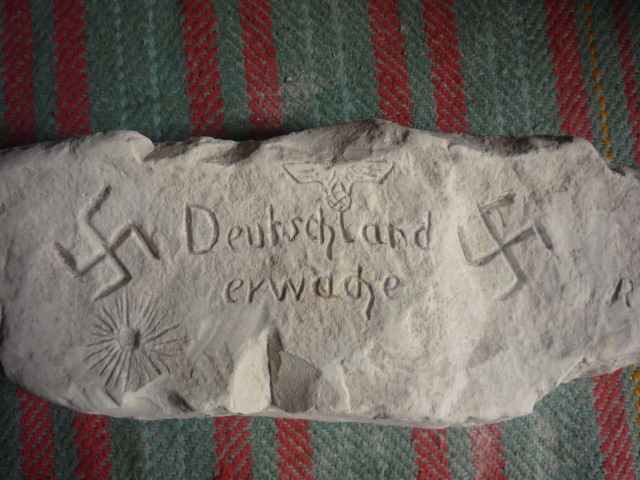 Deutschland
erwache
R